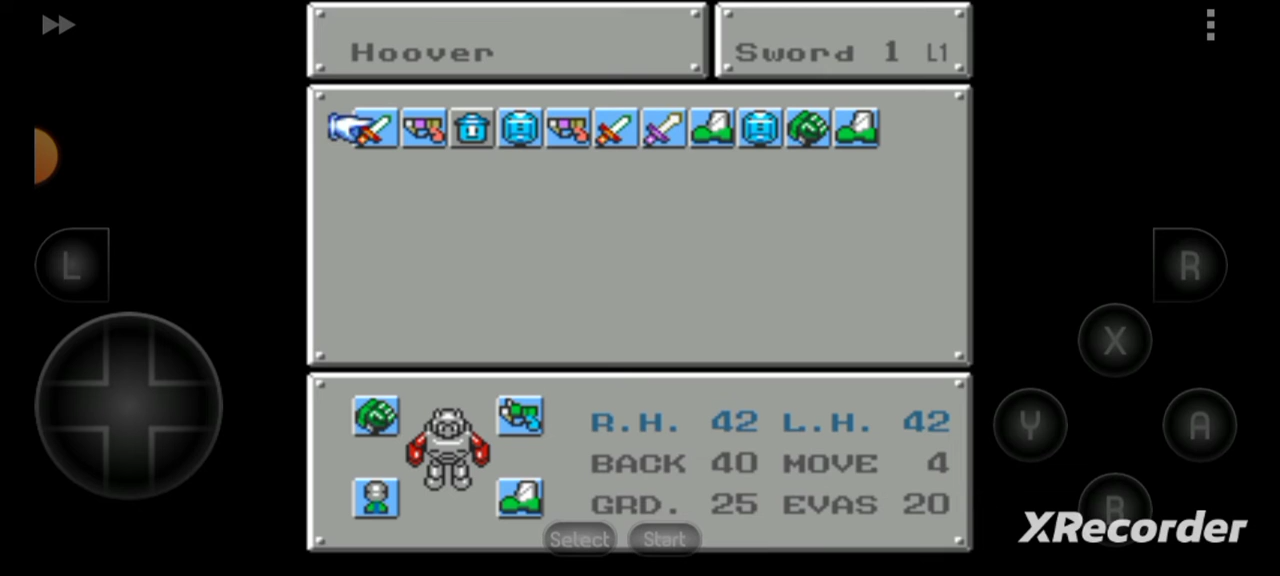 Hoover
Sword 1 L1
R.H. 42 L.H. 42
BACK 40 MOVE 4
GRD. 25 EVAS 20
L
R
X
Y
A
B
Select
Start
XRecorder